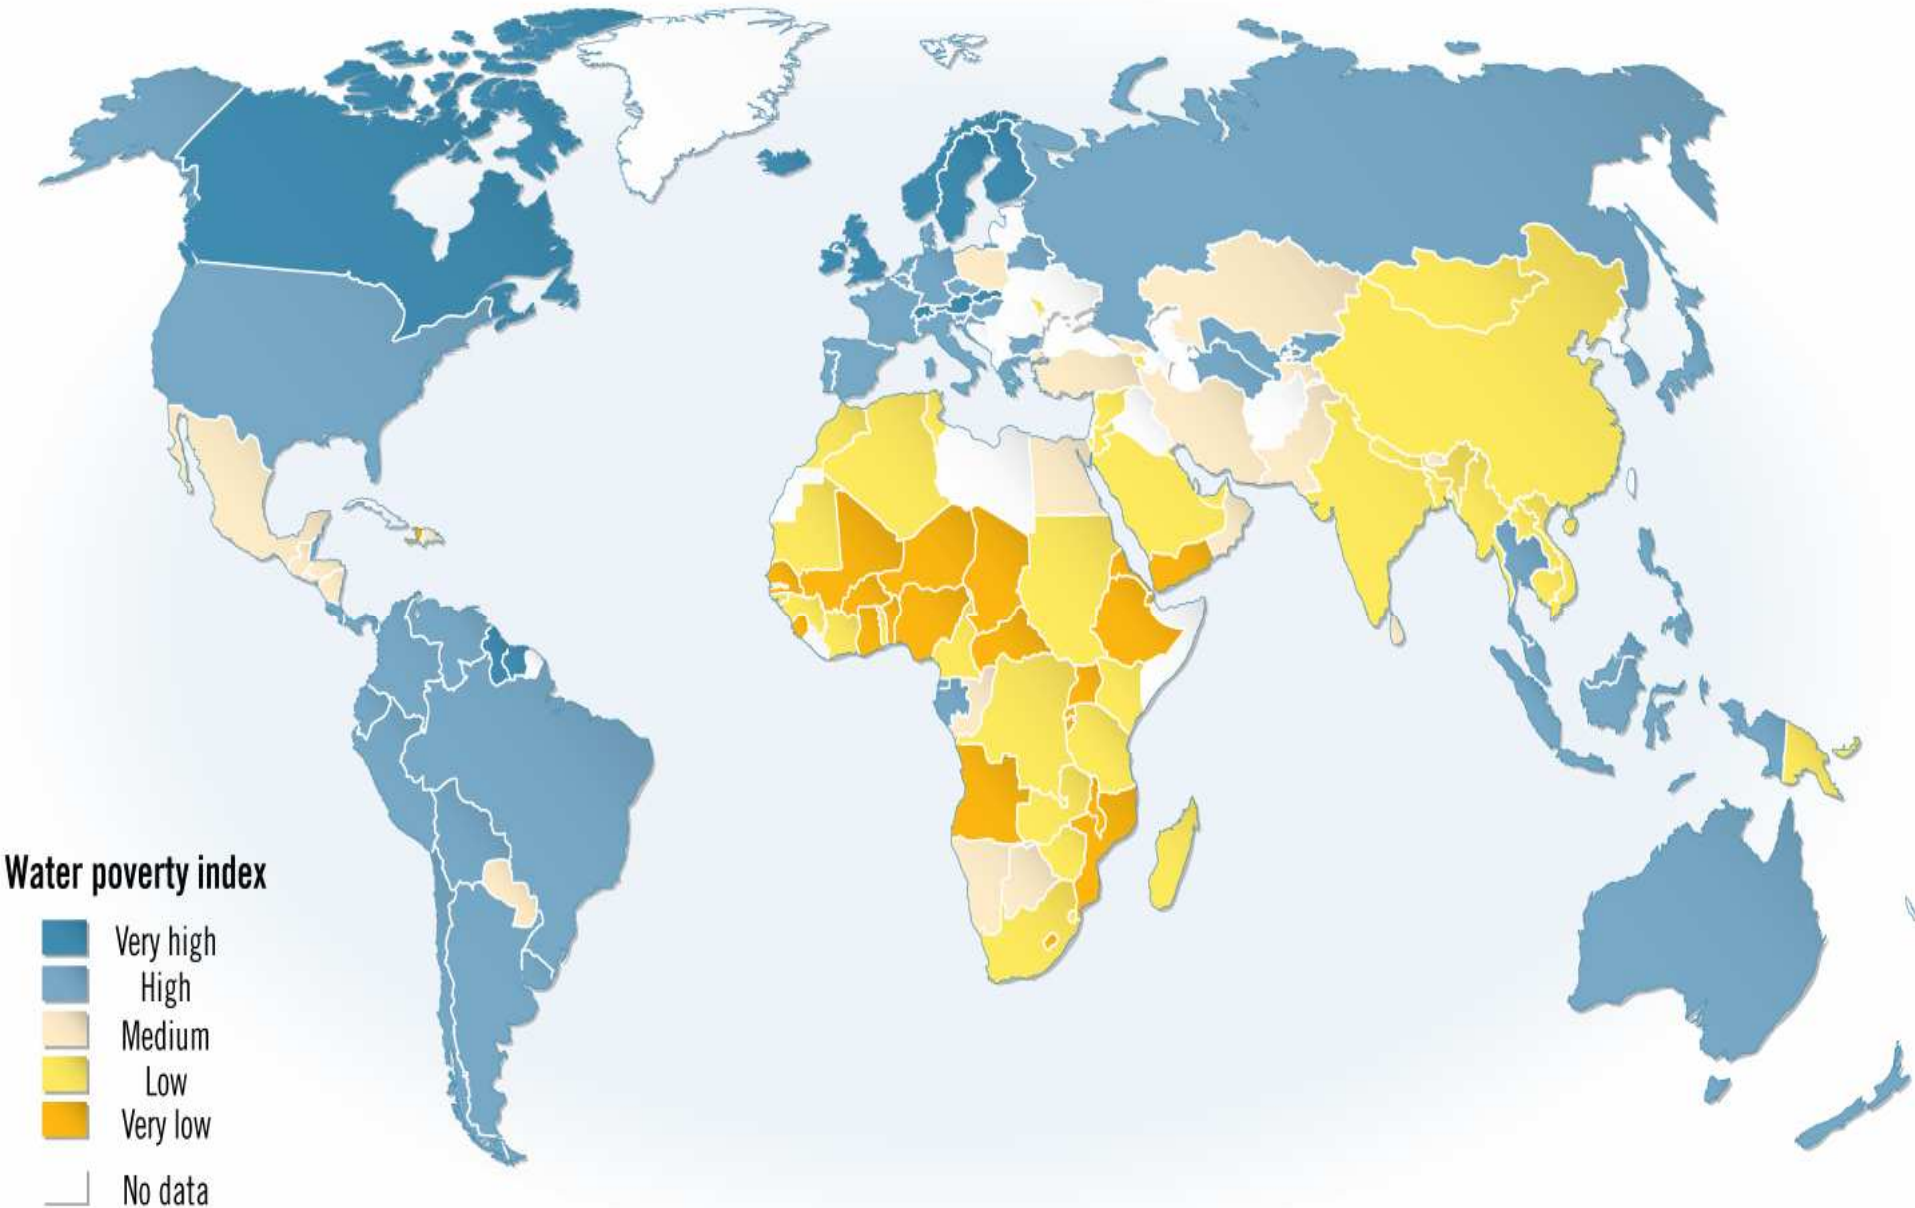 Water poverty index
Very high
High
Medium
Low
Very low
No data